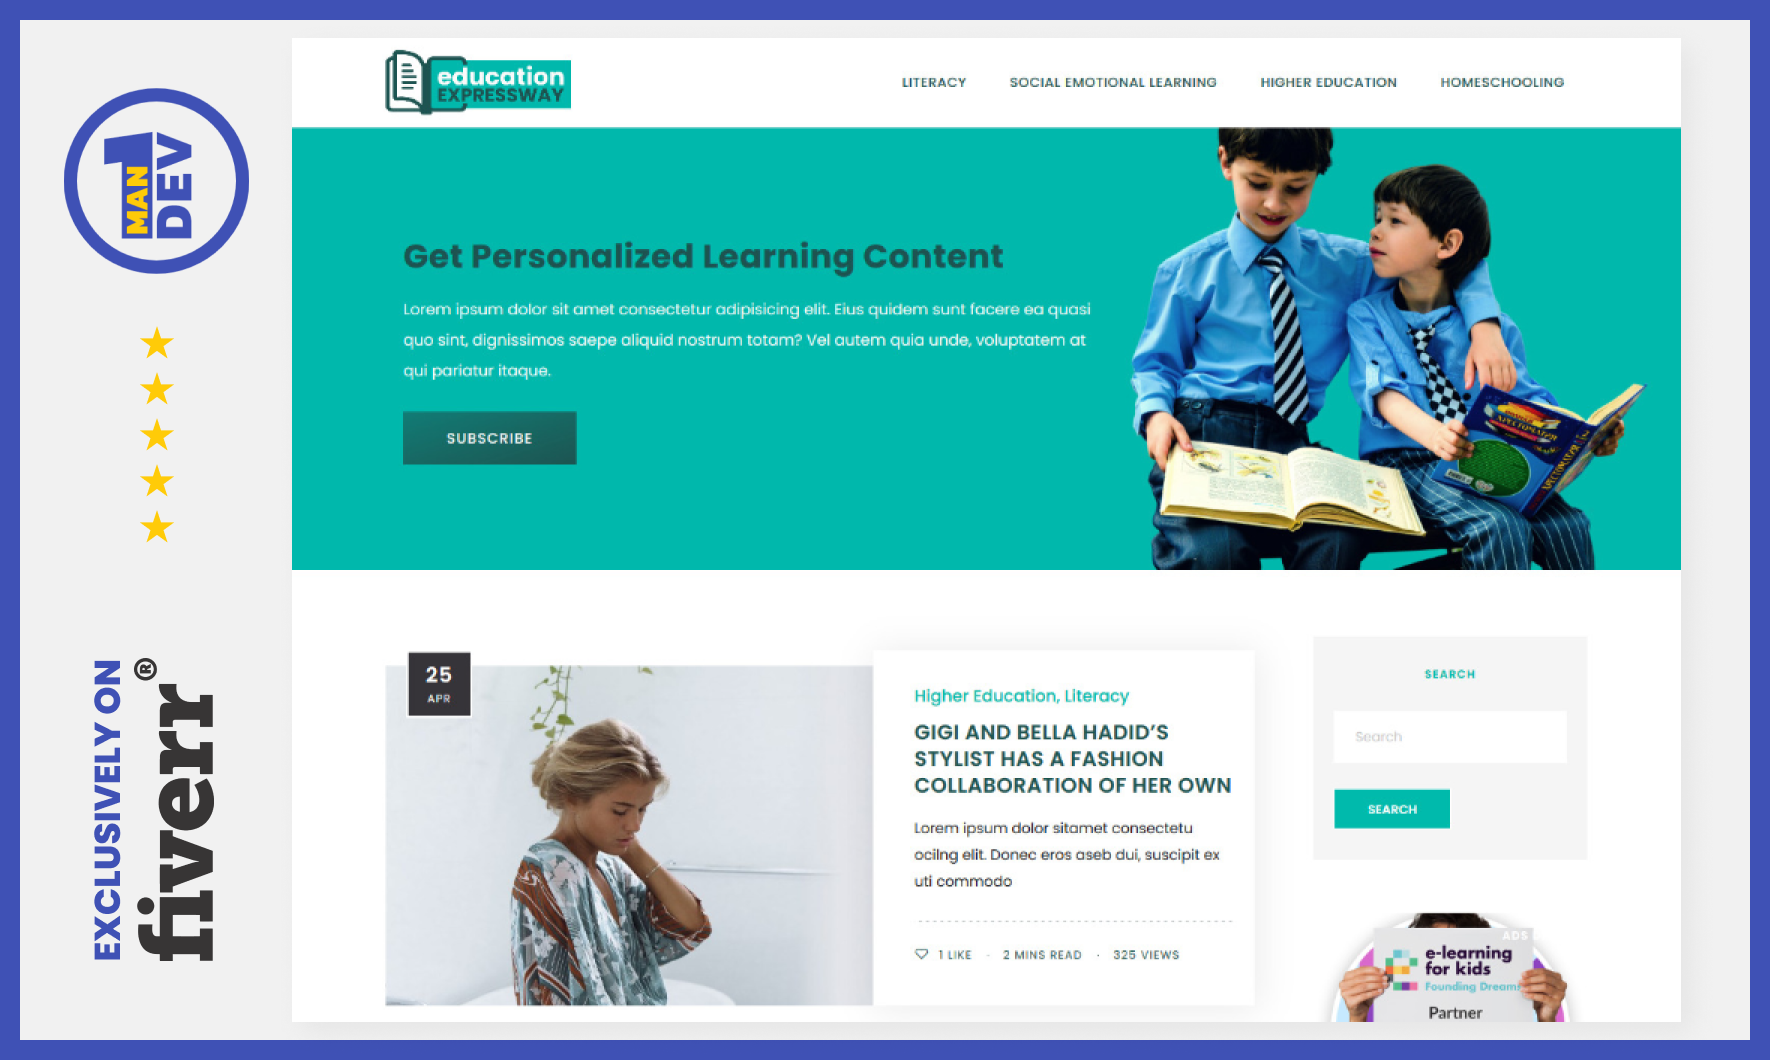 1
MAN
DEV
EXCLUSIVELY ON
fiverr®
education
EXPRESSWAY
LITERACY SOCIAL EMOTIONAL LEARNING HIGHER EDUCATION HOMESCHOOLING
Get Personalized Learning Content
Lorem ipsum dolor sit amet consectetur adipisicing elit. Eius quidem sunt facere ea quasi
quo sint, dignissimos saepe aliquid nostrum totam? Vel autem quia unde, voluptatem at
qui pariatur itaque.
SUBSCRIBE
25
APR
Higher Education, Literacy
GIGI AND BELLA HADID'S
STYLIST HAS A FASHION
COLLABORATION OF HER OWN
Lorem ipsum dolor sitamet consectetu
ociing elit. Donec eros aseb dui, suscipit ex
uti commodo
1 LIKE - 2 MINS READ · 325 VIEWS
SEARCH
Search
SEARCH
ADS
e-learning
for kids
Founding Dreams
Partner